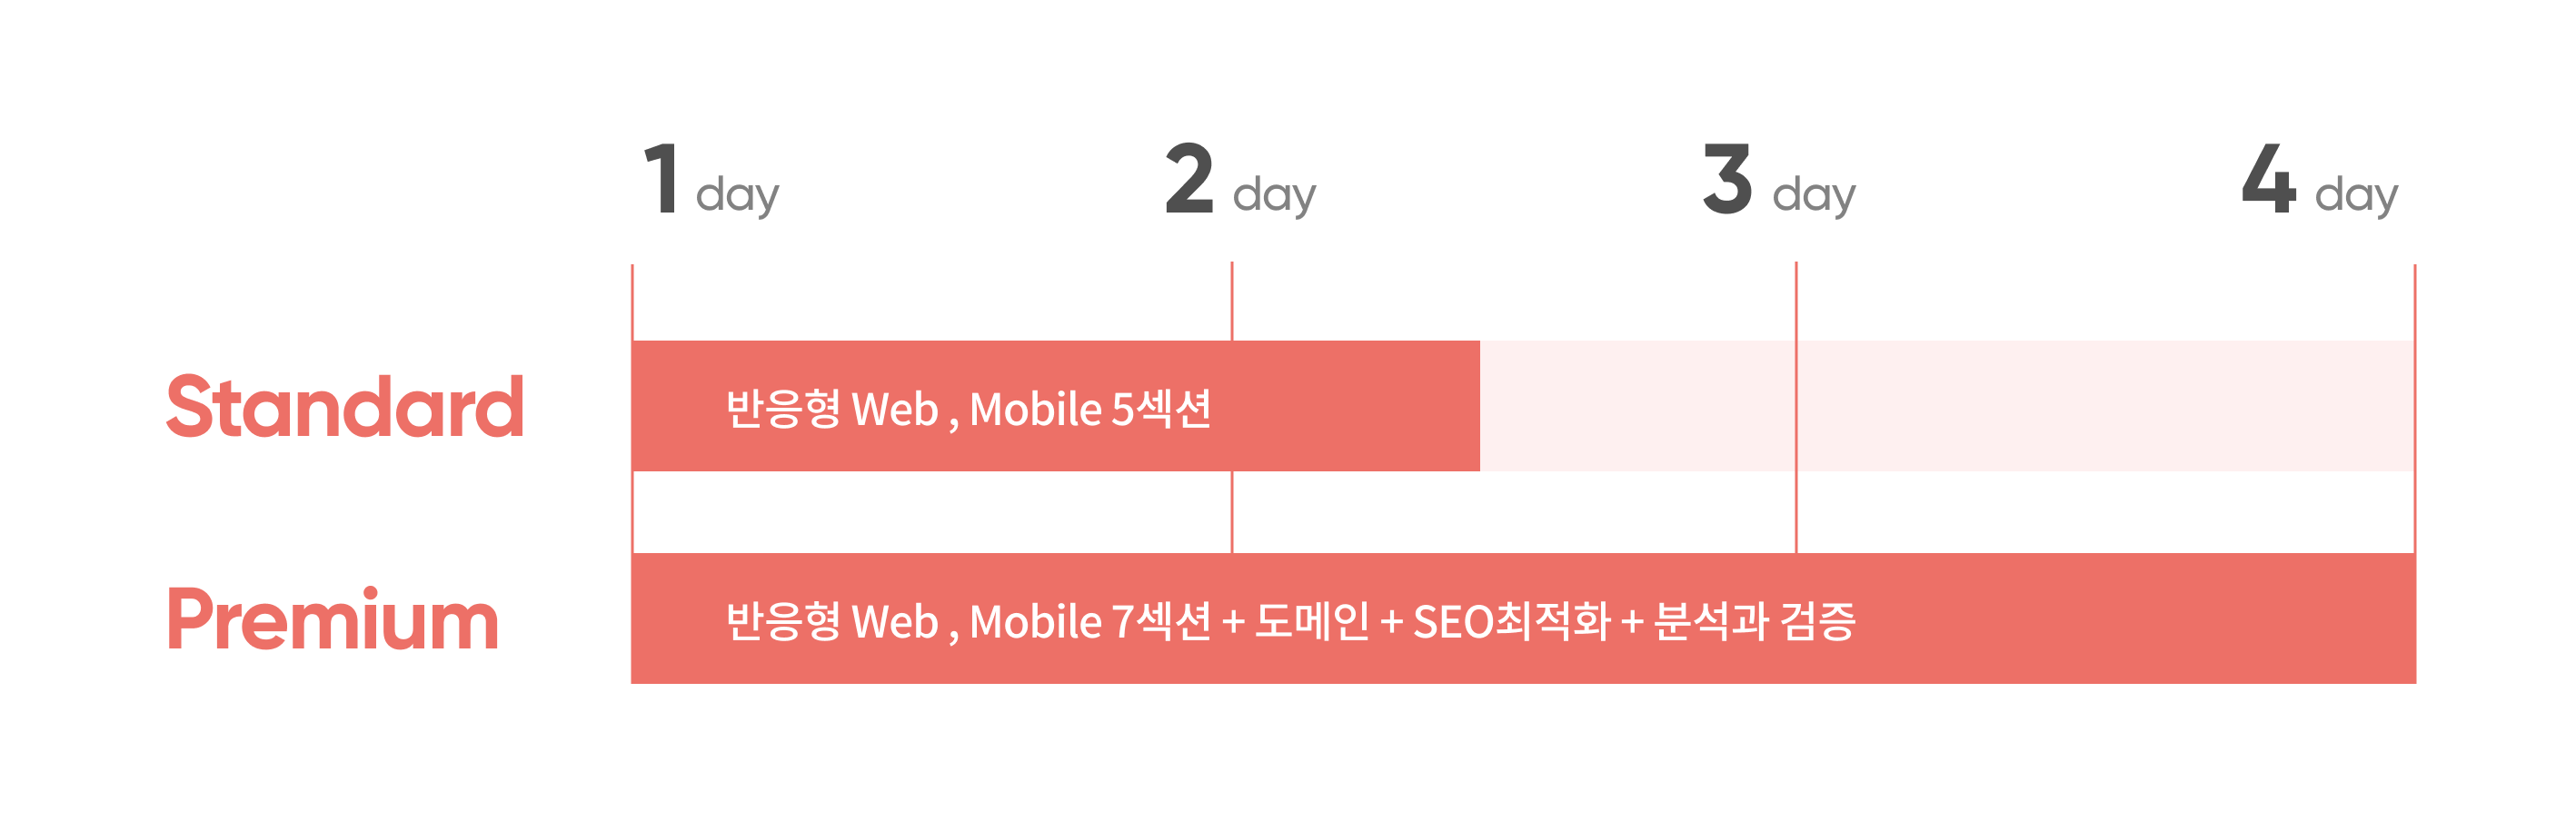 1 day 2 day 3 day 4 day
Standard
반응형 Web , Mobile 5섹션
Premium
반응형 Web , Mobile 7섹션 + 도메인 + SEO최적화 + 분석과 검증